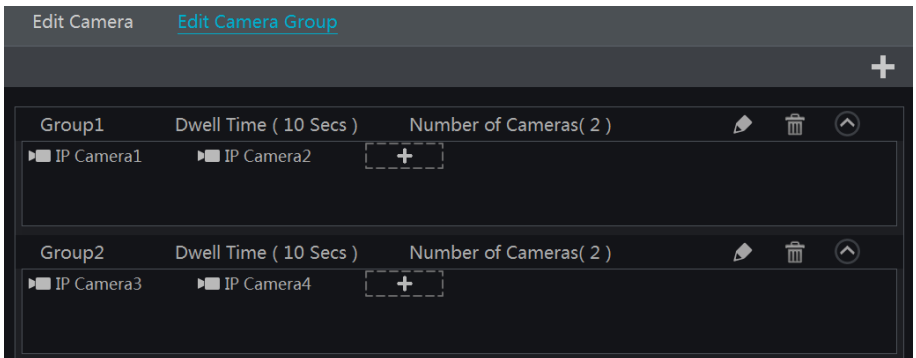 Edit Camera Edit Camera Group
Group1 Dwell Time ( 10 Secs ) Number of Cameras( 2 )
IP Camera1 IP Camera2
Group2 Dwell Time ( 10 Secs ) Number of Cameras( 2 )
IP Camera3 IP Camera4